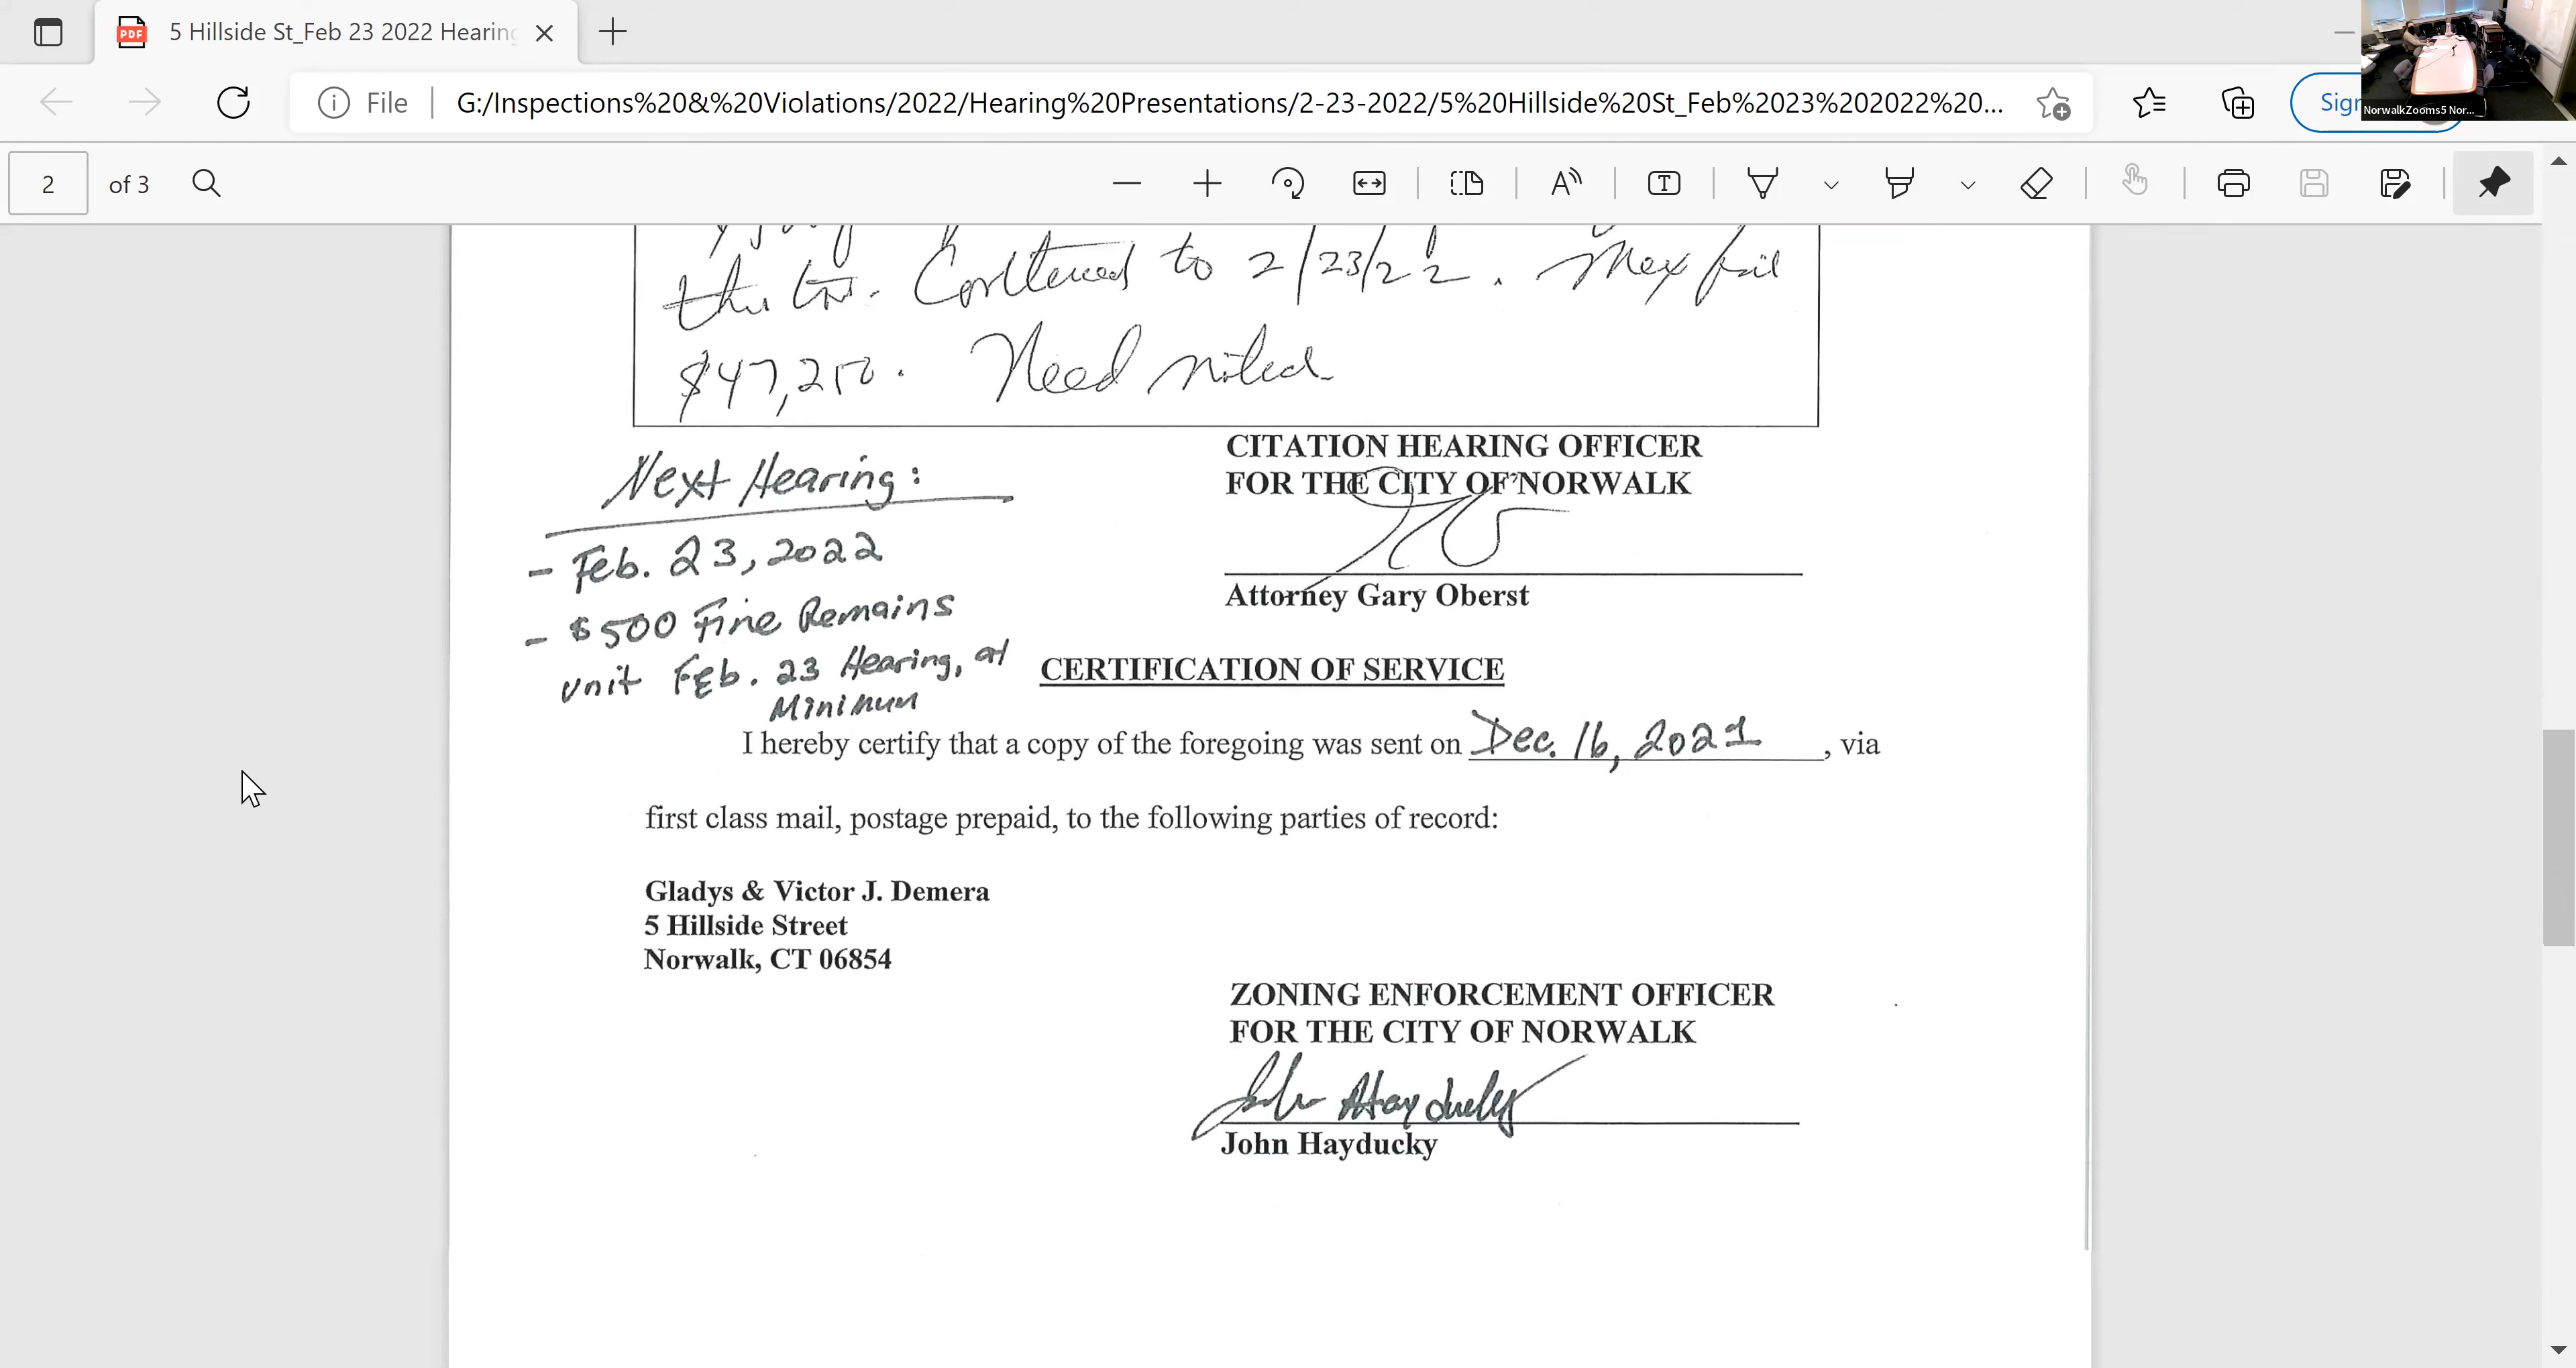 5 Hillside St_Feb 23 2022 Hearing
File
G:/Inspections%20&%20Violations/2022/Hearing%20Presentations/2-23-2022/5%20Hillside%20St_Feb%2023%202022%20...
Sign
NorwalkZooms5 Nor...
2 of 3
to 2/23/22. Max
$47,250. Need noted
CITATION HEARING OFFICER
FOR THE CITY OF NORWALK
Next Hearing:
- Feb. 23, 2022
- $500 Fine Remains
unit Feb. 23 Hearing, at
Minimum
Attorney Gary Oberst
CERTIFICATION OF SERVICE
I hereby certify that a copy of the foregoing was sent on Dec. 16, 2021, via
first class mail, postage prepaid, to the following parties of record:
Gladys & Victor J. Demera
5 Hillside Street
Norwalk, CT 06854
ZONING ENFORCEMENT OFFICER
FOR THE CITY OF NORWALK
John Hayducky
John Hayducky